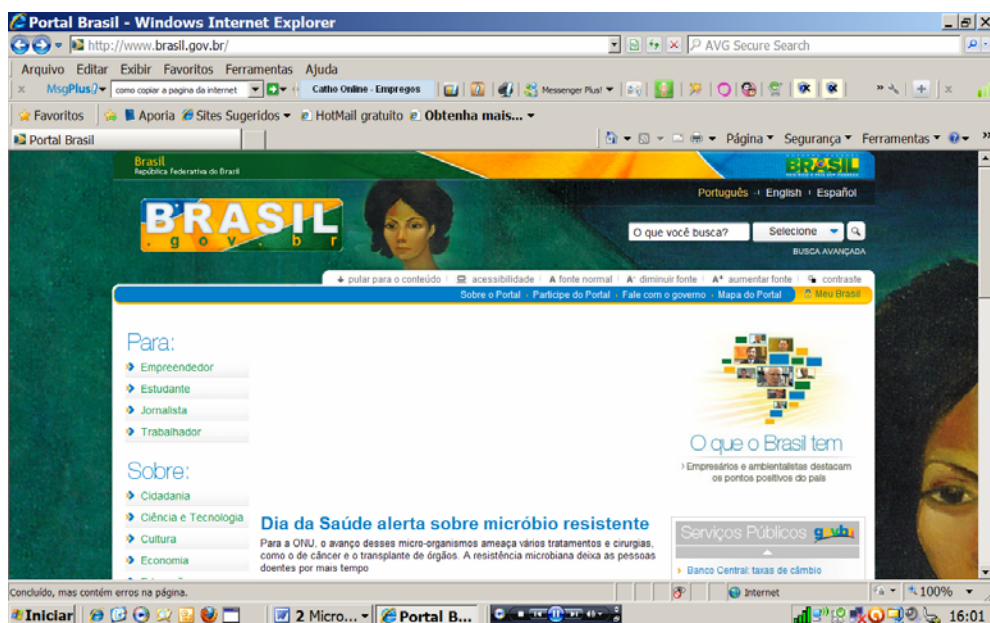 Portal Brasil - Windows Internet Explorer
http://www.brasil.gov.br/
AVG Secure Search
Arquivo Editar Exibir Favoritos Ferramentas Ajuda
MsgPlus! como copiar a pagina da internet Catho Online - Empregos Messenger Plus!
Favoritos Aporia Sites Sugeridos HotMail gratuito Obtenha mais...
Portal Brasil Página Segurança Ferramentas
Brasil
República Federativa do Brasil
BRASIL
Português English Español
BRASIL
.gov.br
O que você busca? Selecione
BUSCA AVANÇADA
pular para o conteúdo acessibilidade A fonte normal A- diminuir fonte A+ aumentar fonte contraste
Sobre o Portal Participe do Portal Fale com o governo Mapa do Portal Meu Brasil
Para:
Empreendedor
Estudante
Jornalista
Trabalhador
O que o Brasil tem
Empresários e ambientalistas destacam
os pontos positivos do país
Sobre:
Cidadania
Ciência e Tecnologia
Cultura
Economia
Dia da Saúde alerta sobre micróbio resistente
Para a ONU, o avanço desses micro-organismos ameaça vários tratamentos e cirurgias,
como o de câncer e o transplante de órgãos. A resistência microbiana deixa as pessoas
doentes por mais tempo
Serviços Públicos
Banco Central: taxas de câmbio
Concluído, mas contém erros na página. Internet 100%
Iniciar 2 Micro... Portal B... 16:01